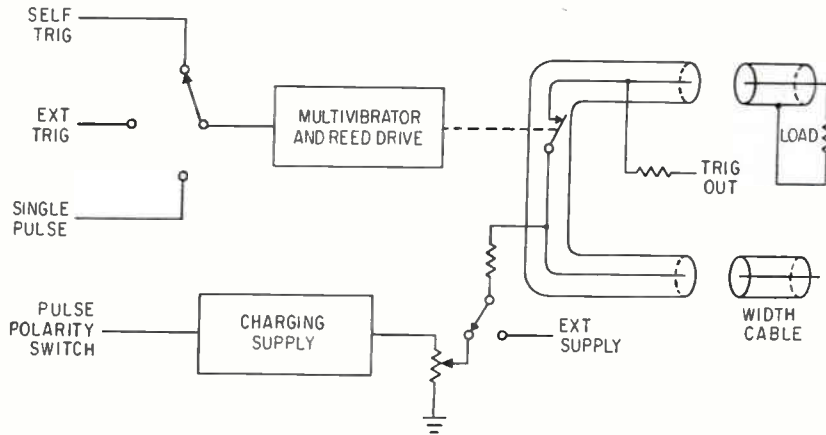 SELF
TRIG
EXT
TRIG
SINGLE
PULSE
MULTIVIBRATOR
AND REED DRIVE
TRIG
OUT
LOAD
PULSE
POLARITY
SWITCH
CHARGING
SUPPLY
EXT
SUPPLY
WIDTH
CABLE